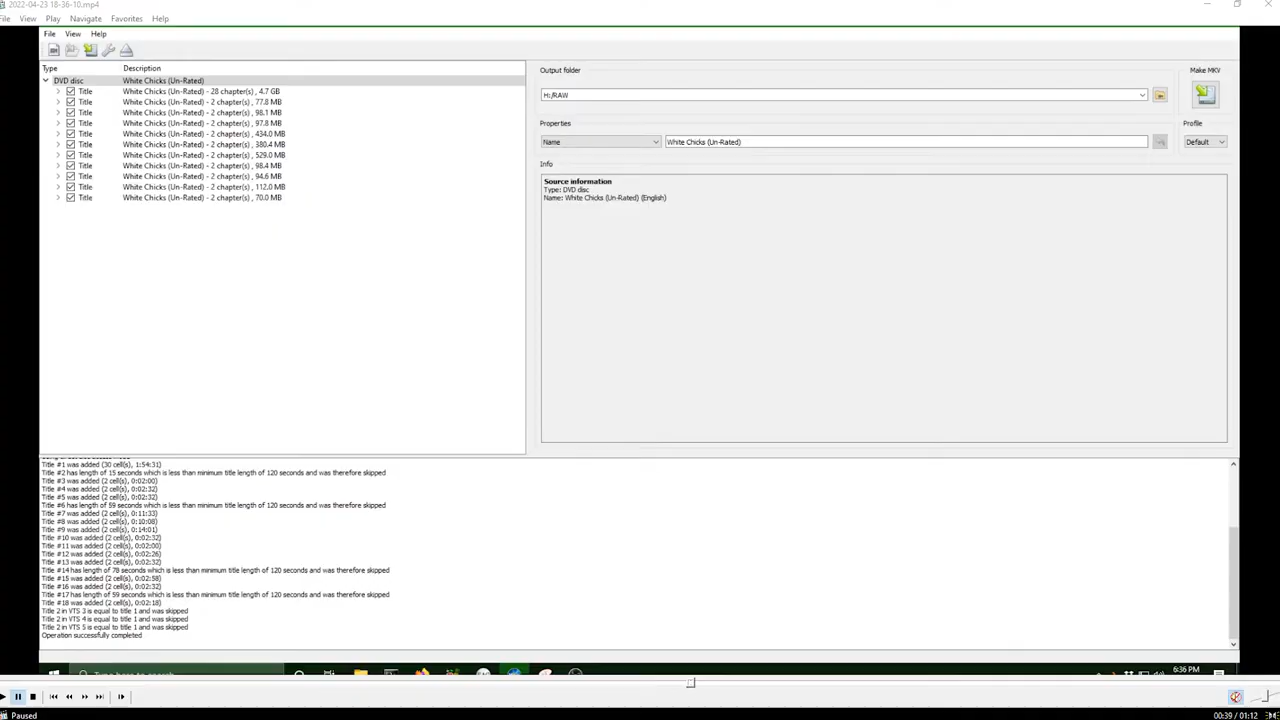 2022-04-23 18-36-10.mp4
File View Play Navigate Favorites Help
File View Help
Type Description
DVD disc White Chicks (Un-Rated)
Title White Chicks (Un-Rated) - 28 chapter(s) , 4.7 GB
Title White Chicks (Un-Rated) - 2 chapter(s) , 77.8 MB
Title White Chicks (Un-Rated) - 2 chapter(s) , 98.1 MB
Title White Chicks (Un-Rated) - 2 chapter(s) , 97.8 MB
Title White Chicks (Un-Rated) - 2 chapter(s) , 434.0 MB
Title White Chicks (Un-Rated) - 2 chapter(s) , 380.4 MB
Title White Chicks (Un-Rated) - 2 chapter(s) , 529.0 MB
Title White Chicks (Un-Rated) - 2 chapter(s) , 98.4 MB
Title White Chicks (Un-Rated) - 2 chapter(s) , 94.6 MB
Title White Chicks (Un-Rated) - 2 chapter(s) , 112.0 MB
Title White Chicks (Un-Rated) - 2 chapter(s) , 70.0 MB
Output folder
H:/RAW
Make MKV
Properties
Name White Chicks (Un-Rated)
Profile
Default
Info
Source information
Type: DVD disc
Name: White Chicks (Un-Rated) (English)
Title #1 was added (30 cell(s), 1:54:31)
Title #2 has length of 15 seconds which is less than minimum title length of 120 seconds and was therefore skipped
Title #3 was added (2 cell(s), 0:02:00)
Title #4 was added (2 cell(s), 0:02:32)
Title #5 was added (2 cell(s), 0:02:32)
Title #6 has length of 59 seconds which is less than minimum title length of 120 seconds and was therefore skipped
Title #7 was added (2 cell(s), 0:11:33)
Title #8 was added (2 cell(s), 0:10:08)
Title #9 was added (2 cell(s), 0:14:01)
Title #10 was added (2 cell(s), 0:02:32)
Title #11 was added (2 cell(s), 0:02:00)
Title #12 was added (2 cell(s), 0:02:26)
Title #13 was added (2 cell(s), 0:02:32)
Title #14 has length of 78 seconds which is less than minimum title length of 120 seconds and was therefore skipped
Title #15 was added (2 cell(s), 0:02:58)
Title #16 was added (2 cell(s), 0:02:32)
Title #17 has length of 59 seconds which is less than minimum title length of 120 seconds and was therefore skipped
Title #18 was added (2 cell(s), 0:02:18)
Title 2 in VTS 3 is equal to title 1 and was skipped
Title 2 in VTS 4 is equal to title 1 and was skipped
Title 2 in VTS 5 is equal to title 1 and was skipped
Operation successfully completed
Type here to search
6:36 PM
Paused
00:39 / 01:12